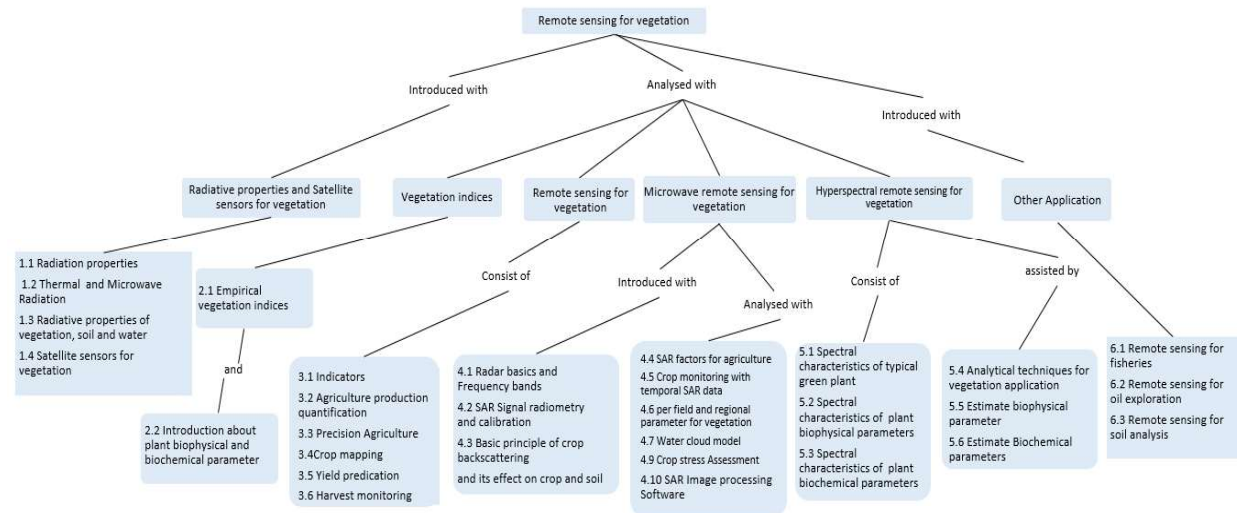 Remote sensing for vegetation
Introduced with
Analysed with
Introduced with
Radiative properties and Satellite
sensors for vegetation
Vegetation indices
Remote sensing for
vegetation
Microwave remote sensing for
vegetation
Hyperspectral remote sensing for
vegetation
Other Application
1.1 Radiation properties
1.2 Thermal and Microwave
Radiation
1.3 Radiative properties of
vegetation, soil and water
1.4 Satellite sensors for
vegetation
2.1 Empirical
vegetation indices
and
2.2 Introduction about
plant biophysical and
biochemical parameter
Consist of
3.1 Indicators
3.2 Agriculture production
quantification
3.3 Precision Agriculture
3.4Crop mapping
3.5 Yield predication
3.6 Harvest monitoring
Introduced with
4.1 Radar basics and
Frequency bands
4.2 SAR Signal radiometry
and calibration
4.3 Basic principle of crop
backscattering
and its effect on crop and soil
Analysed with
4.4 SAR factors for agriculture
4.5 Crop monitoring with
temporal SAR data
4.6 per field and regional
parameter for vegetation
4.7 Water cloud model
4.9 Crop stress Assessment
4.10 SAR Image processing
Software
Consist of
5.1 Spectral
characteristics of typical
green plant
5.2 Spectral
characteristics of plant
biophysical parameters
5.3 Spectral
characteristics of plant
biochemical parameters
assisted by
5.4 Analytical techniques for
vegetation application
5.5 Estimate biophysical
parameter
5.6 Estimate Biochemical
parameters
6.1 Remote sensing for
fisheries
6.2 Remote sensing for
oil exploration
6.3 Remote sensing for
soil analysis